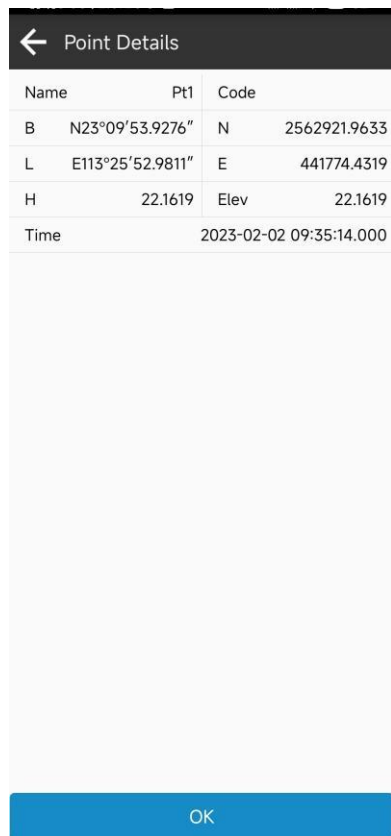 Point Details
Name Pt1 Code
B N23°09′53.9276″ N 2562921.9633
L E113°25′52.9811″ E 441774.4319
H 22.1619 Elev 22.1619
Time 2023-02-02 09:35:14.000
OK